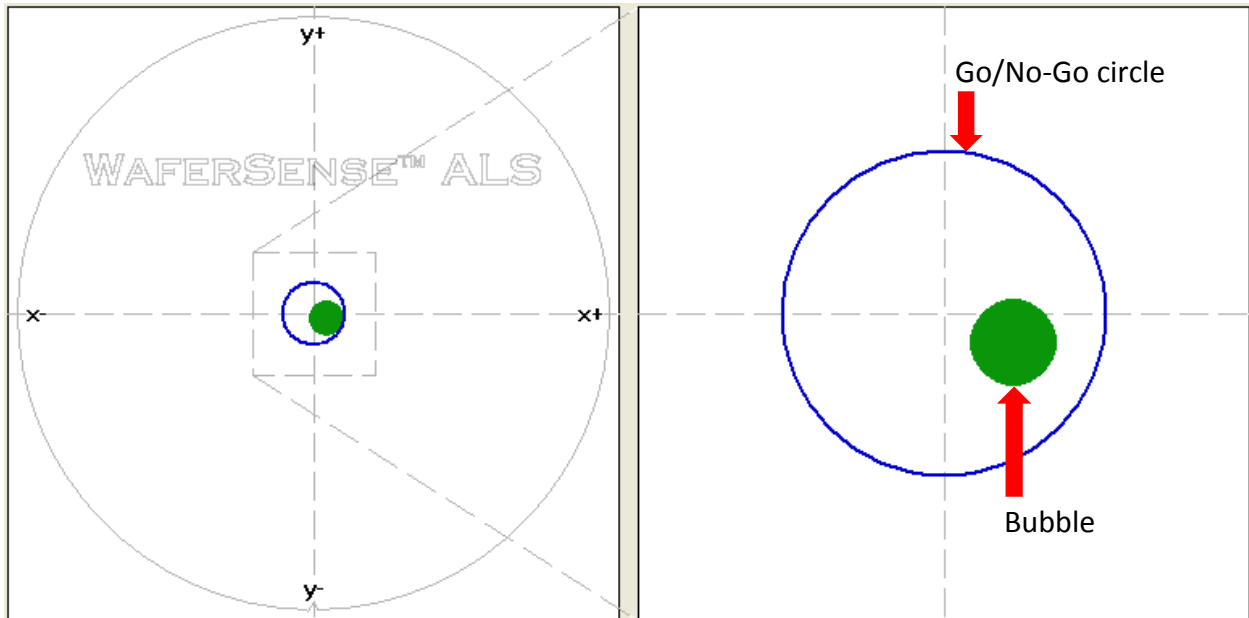 y+
WAFERSENSE™ ALS
x-
x+
y-
Go/No-Go circle
Bubble